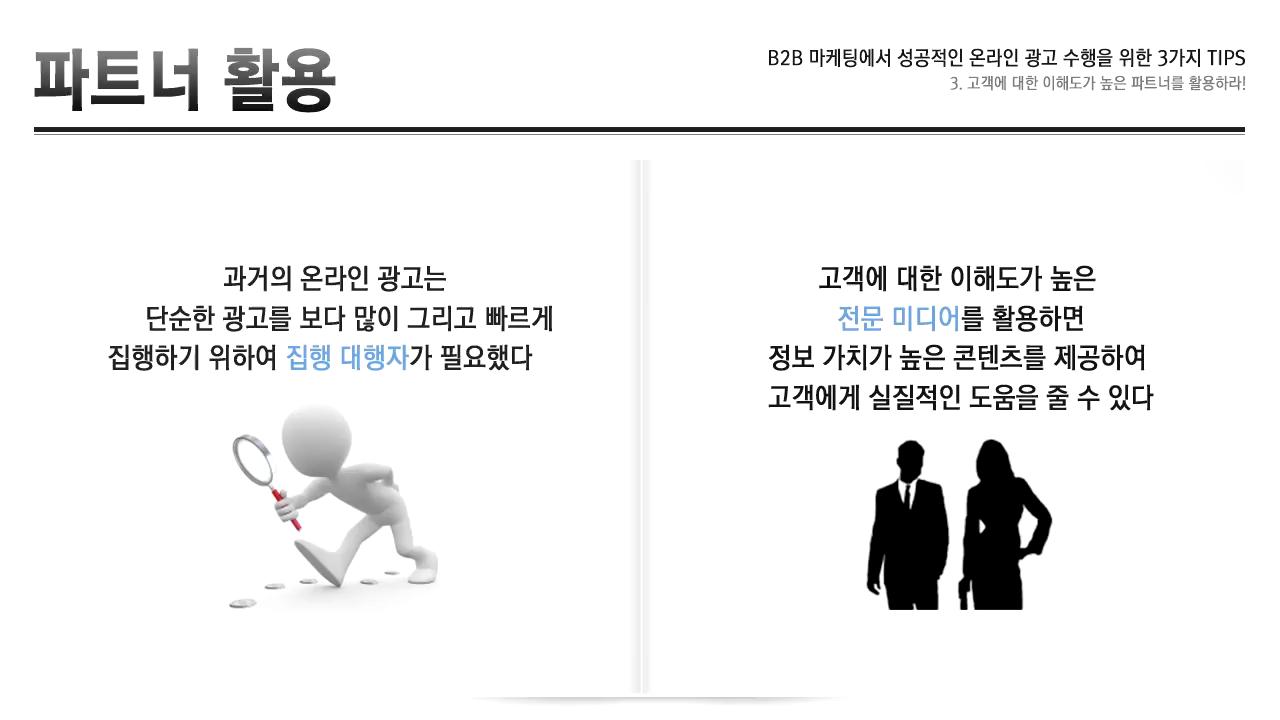 파트너 활용
B2B 마케팅에서 성공적인 온라인 광고 수행을 위한 3가지 TIPS
3. 고객에 대한 이해도가 높은 파트너를 활용하라!
과거의 온라인 광고는
단순한 광고를 보다 많이 그리고 빠르게
집행하기 위하여 집행 대행자가 필요했다
고객에 대한 이해도가 높은
전문 미디어를 활용하면
정보 가치가 높은 콘텐츠를 제공하여
고객에게 실질적인 도움을 줄 수 있다